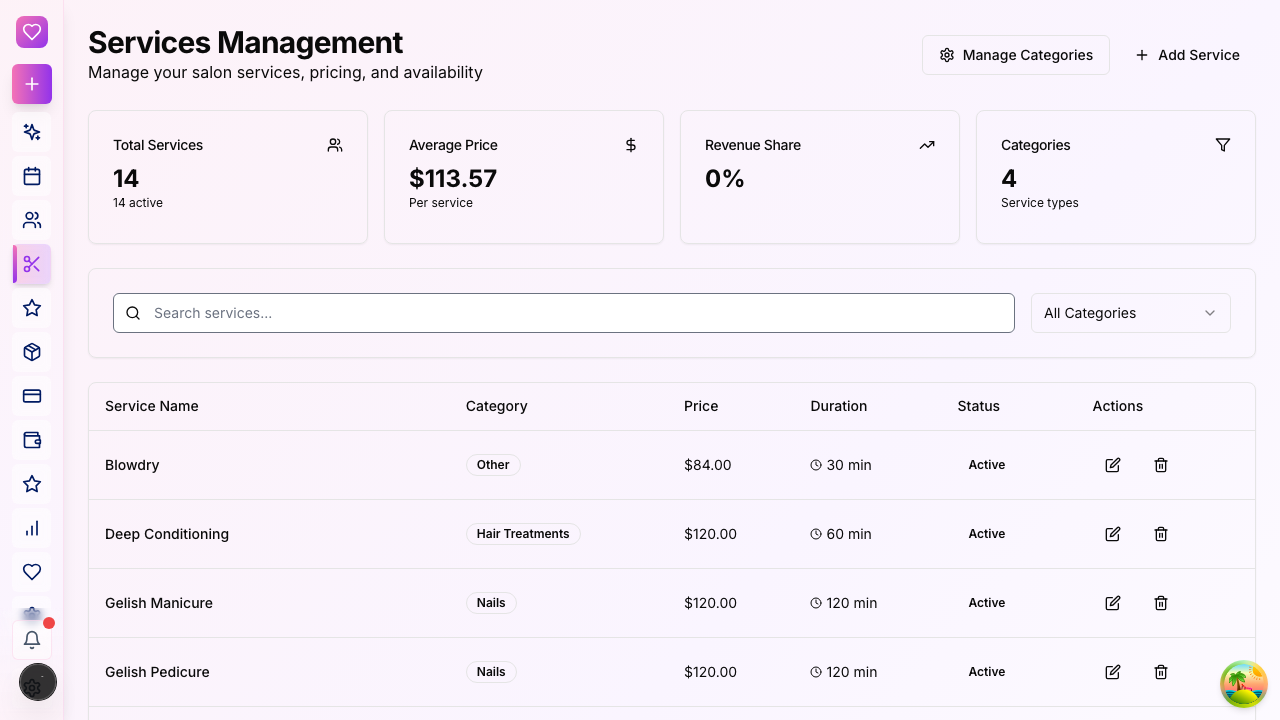 Services Management
Manage your salon services, pricing, and availability
Manage Categories
Add Service
Total Services
14
14 active
Average Price
$113.57
Per service
Revenue Share
0%
Categories
4
Service types
Search services...
All Categories
Service Name Category Price Duration Status Actions
Blowdry Other $84.00 30 min Active
Deep Conditioning Hair Treatments $120.00 60 min Active
Gelish Manicure Nails $120.00 120 min Active
Gelish Pedicure Nails $120.00 120 min Active